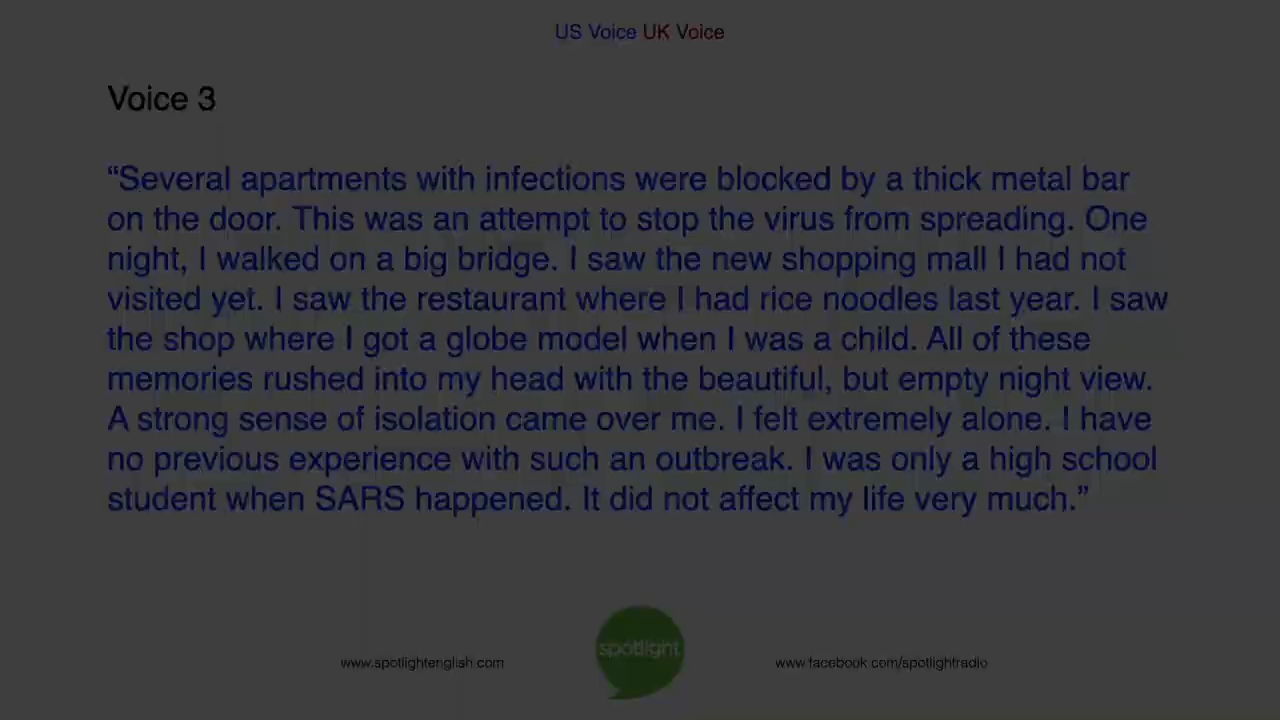 US Voice UK Voice
Voice 3
“Several apartments with infections were blocked by a thick metal bar
on the door. This was an attempt to stop the virus from spreading. One
night, I walked on a big bridge. I saw the new shopping mall I had not
visited yet. I saw the restaurant where I had rice noodles last year. I saw
the shop where I got a globe model when I was a child. All of these
memories rushed into my head with the beautiful, but empty night view.
A strong sense of isolation came over me. I felt extremely alone. I have
no previous experience with such an outbreak. I was only a high school
student when SARS happened. It did not affect my life very much.”
spotlight
www.spotlightenglish.com
www.facebook.com/spotlightradio